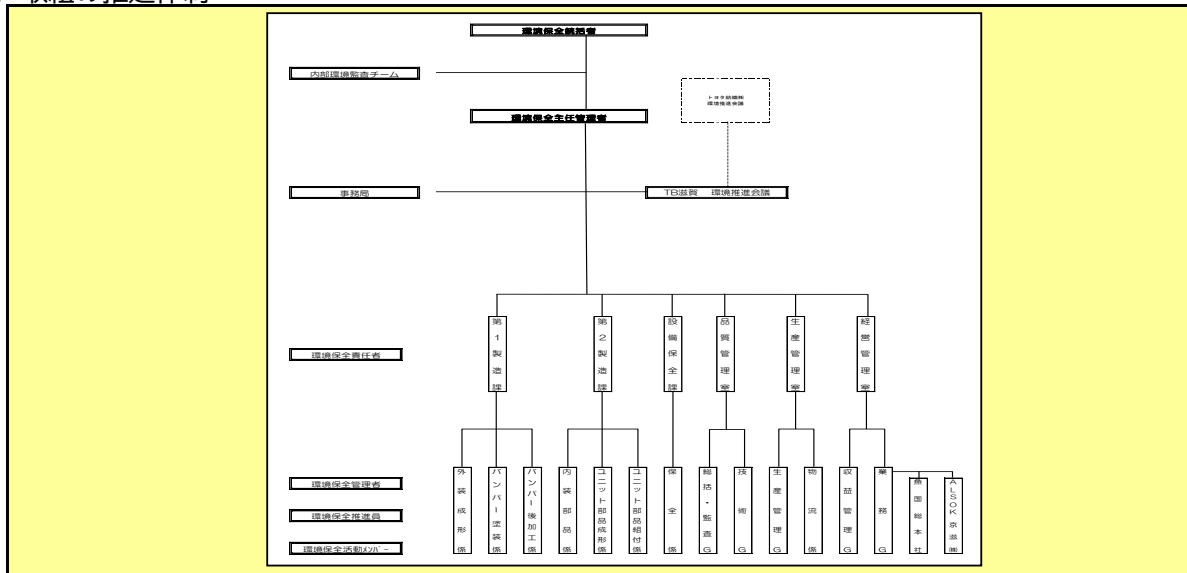 環境保全統括者
内部環境監査チーム
トヨタ紡織㈱
環境推進会議
環境保全主任管理者
事務局
TB滋賀　環境推進会議
環境保全責任者
第1製造課
第2製造課
設備保全課
品質管理室
生産管理室
経営管理室
環境保全管理者
環境保全推進員
環境保全活動メンバー
外装成形係
バンパー塗装係
バンパー後加工係
内装部品係
ユニット部品成形係
ユニット部品組付係
保全係
総括・監査G
技術G
生産管理G
物流係
収益管理G
業務G
魚国総本社
ALSOK京滋㈱